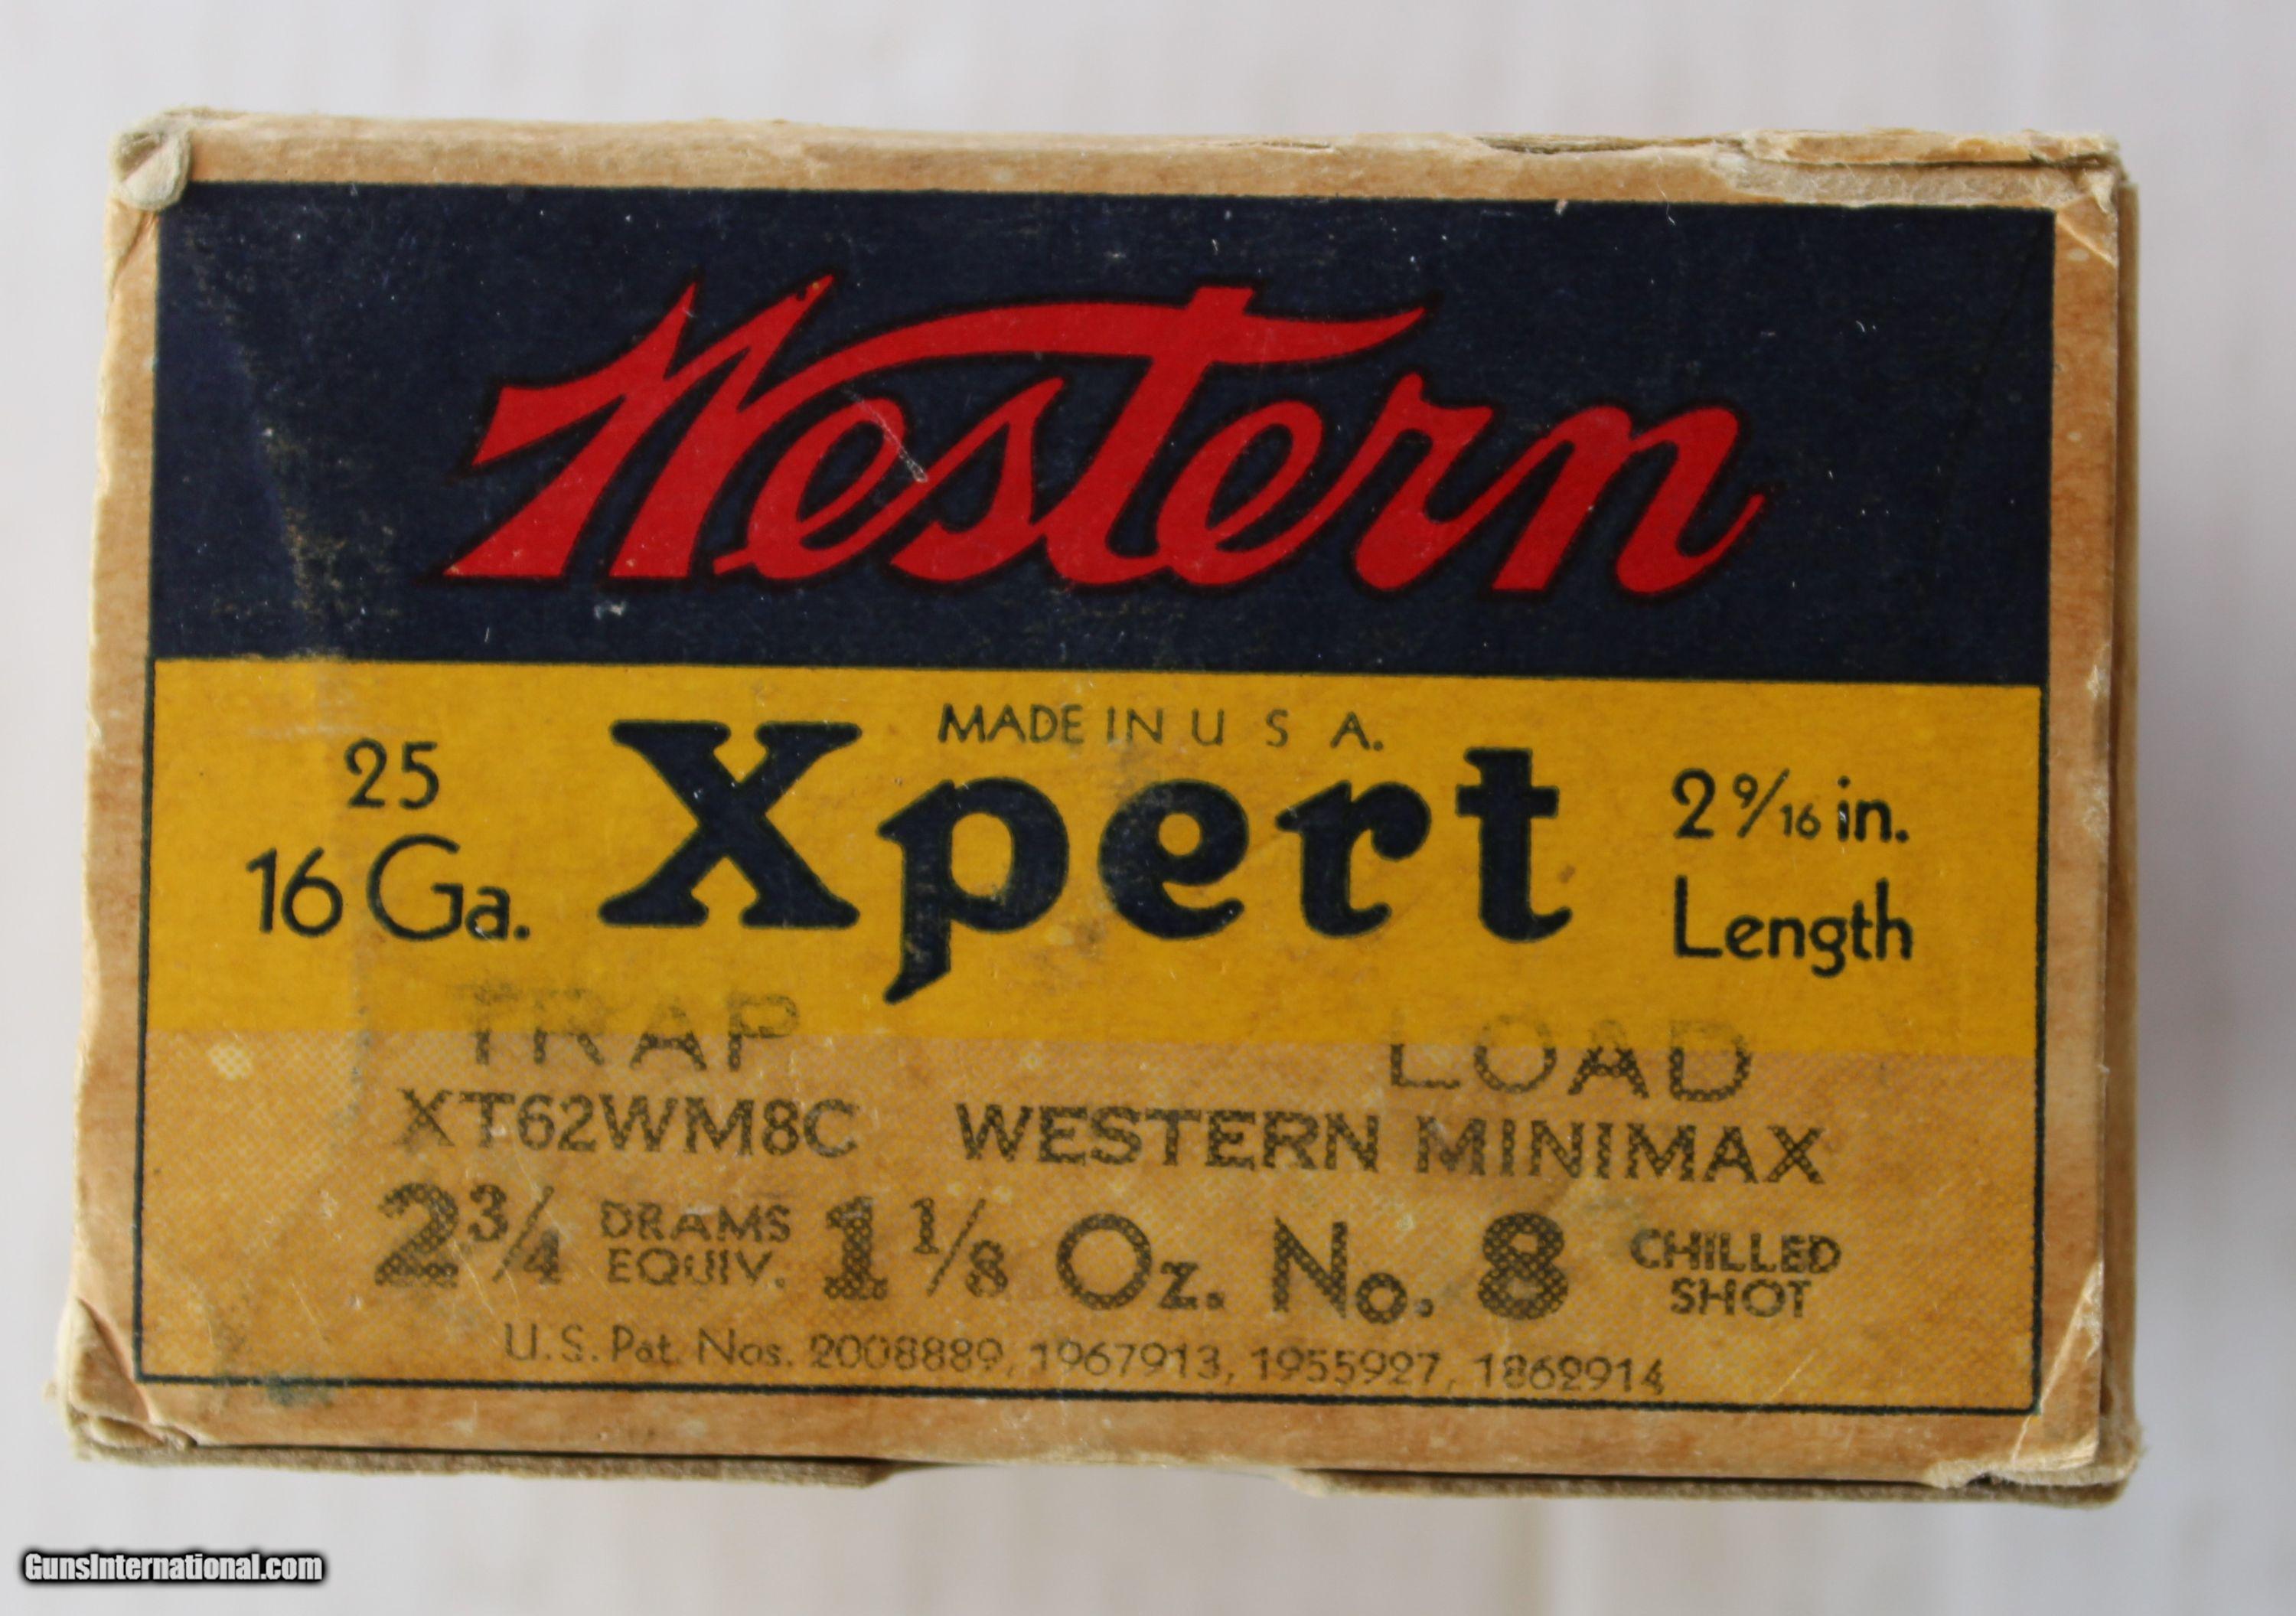 Western
MADE IN U S A.
25
16 Ga.
Xpert
2 9/16 in.
Length
TRAP LOAD
XT62WM8C WESTERN MINIMAX
2 3/4 DRAMS EQUIV. 1 1/8 Oz. No. 8 CHILLED SHOT
U.S. Pat. Nos. 2008889, 1967913, 1955927, 1862914
GunsInternational.com